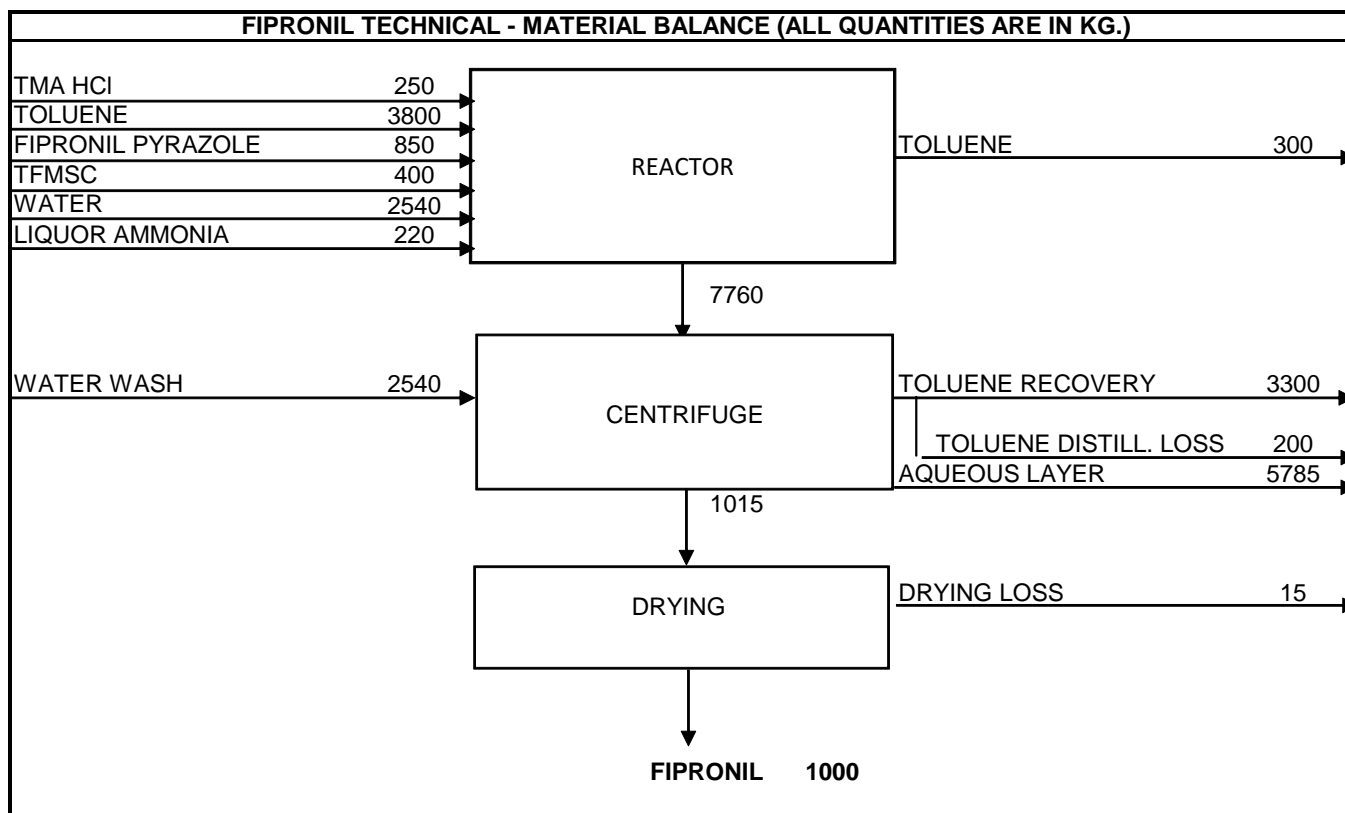 FIPRONIL TECHNICAL - MATERIAL BALANCE (ALL QUANTITIES ARE IN KG.)
TMA HCl 250
TOLUENE 3800
FIPRONIL PYRAZOLE 850
TFMSC 400
WATER 2540
LIQUOR AMMONIA 220
REACTOR
TOLUENE 300
7760
WATER WASH 2540
CENTRIFUGE
TOLUENE RECOVERY 3300
TOLUENE DISTILL. LOSS 200
AQUEOUS LAYER 5785
1015
DRYING
DRYING LOSS 15
FIPRONIL 1000